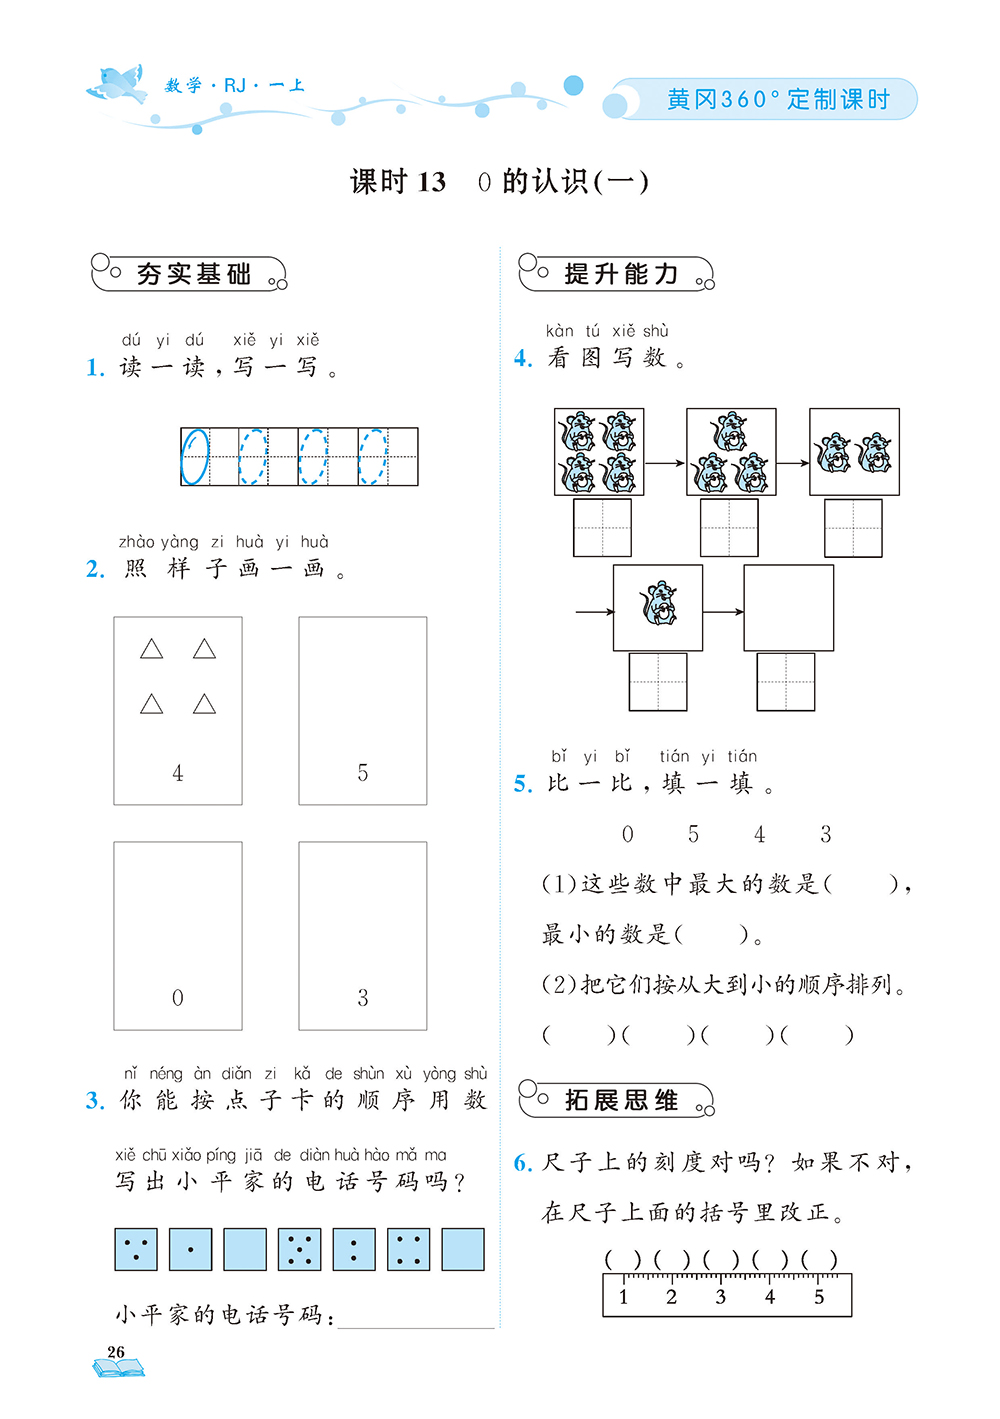 数学·RJ·一上
黄冈360°定制课时
课时13 0的认识(一)
夯实基础
dú yi dú xiě yi xiě
1. 读一读,写一写。
0 0 0 0
zhào yàng zi huà yi huà
2. 照样子画一画。
4 5
0 3
nǐ néng àn diǎn zi kǎ de shùn xù yòng shù
3. 你能按点子卡的顺序用数
xiě chū xiǎo píng jiā de diàn huà hào mǎ ma
写出小平家的电话号码吗?
小平家的电话号码:
26
提升能力
kàn tú xiě shù
4. 看图写数。
bǐ yi bǐ tián yi tián
5. 比一比,填一填。
0 5 4 3
(1)这些数中最大的数是( ),
最小的数是( )。
(2)把它们按从大到小的顺序排列。
( )( )( )( )
拓展思维
6. 尺子上的刻度对吗?如果不对,
在尺子上面的括号里改正。
( )( )( )( )( )
1 2 3 4 5